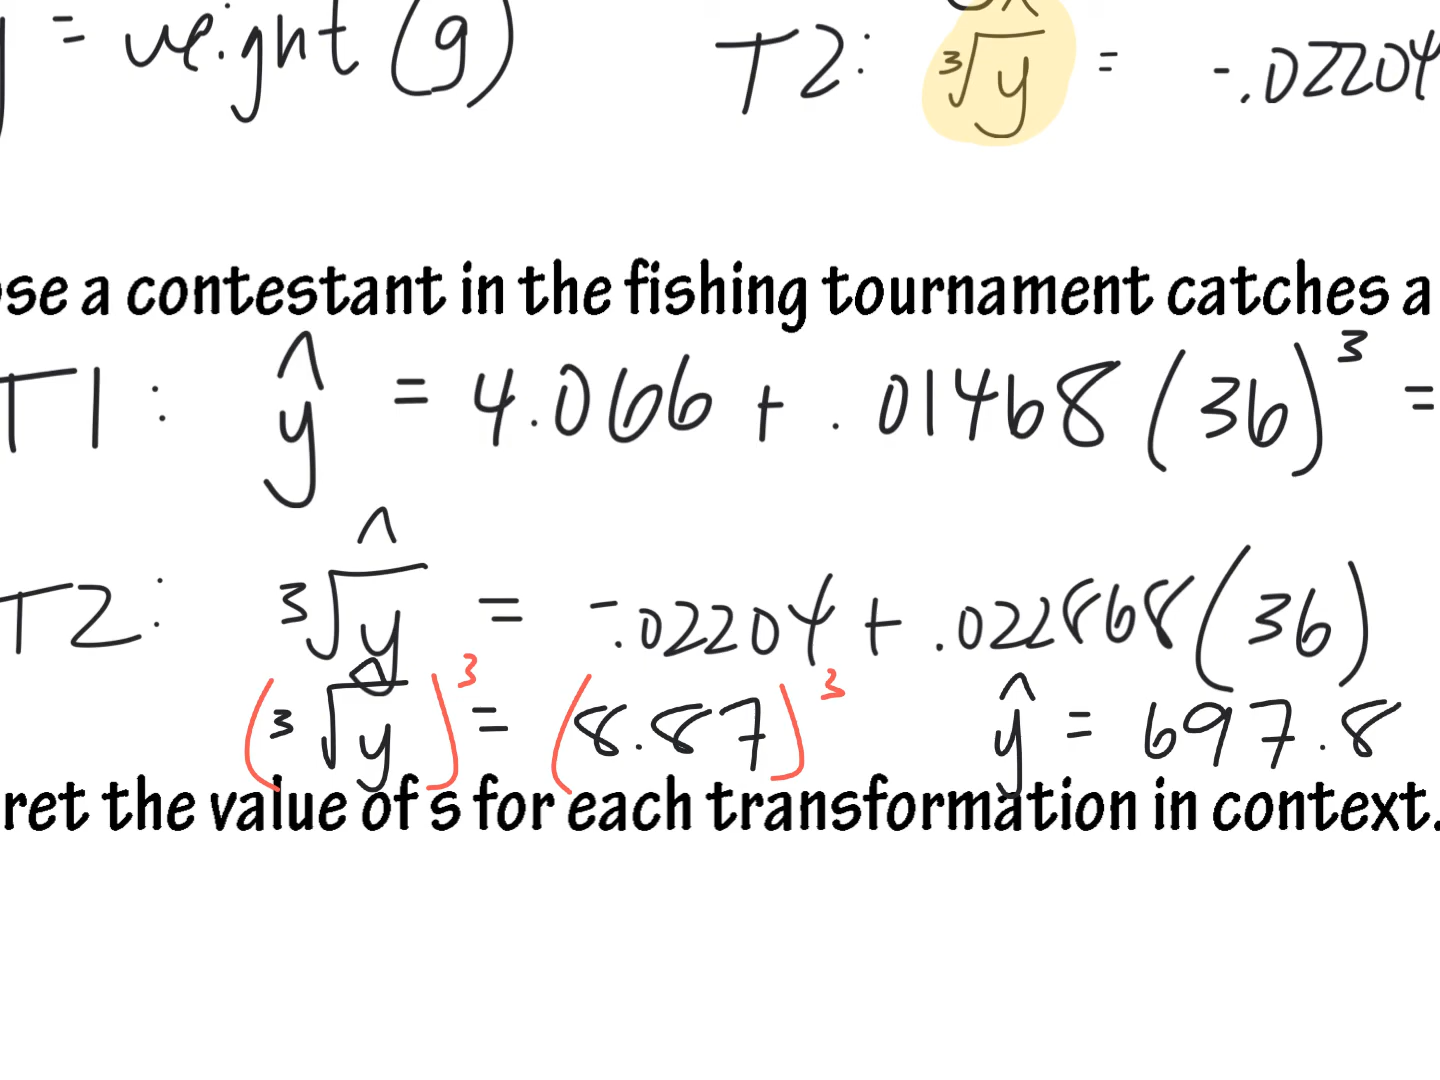 y = weight (g)
T2: ∛y = -.02204
se a contestant in the fishing tournament catches a
T1: ŷ = 4.066 + .01468 (36)³ =
T2: ∛ŷ = -.02204 + .022868 (36)
(∛ŷ)³ = (8.87)³ ŷ = 697.8
ret the value of s for each transformation in context.